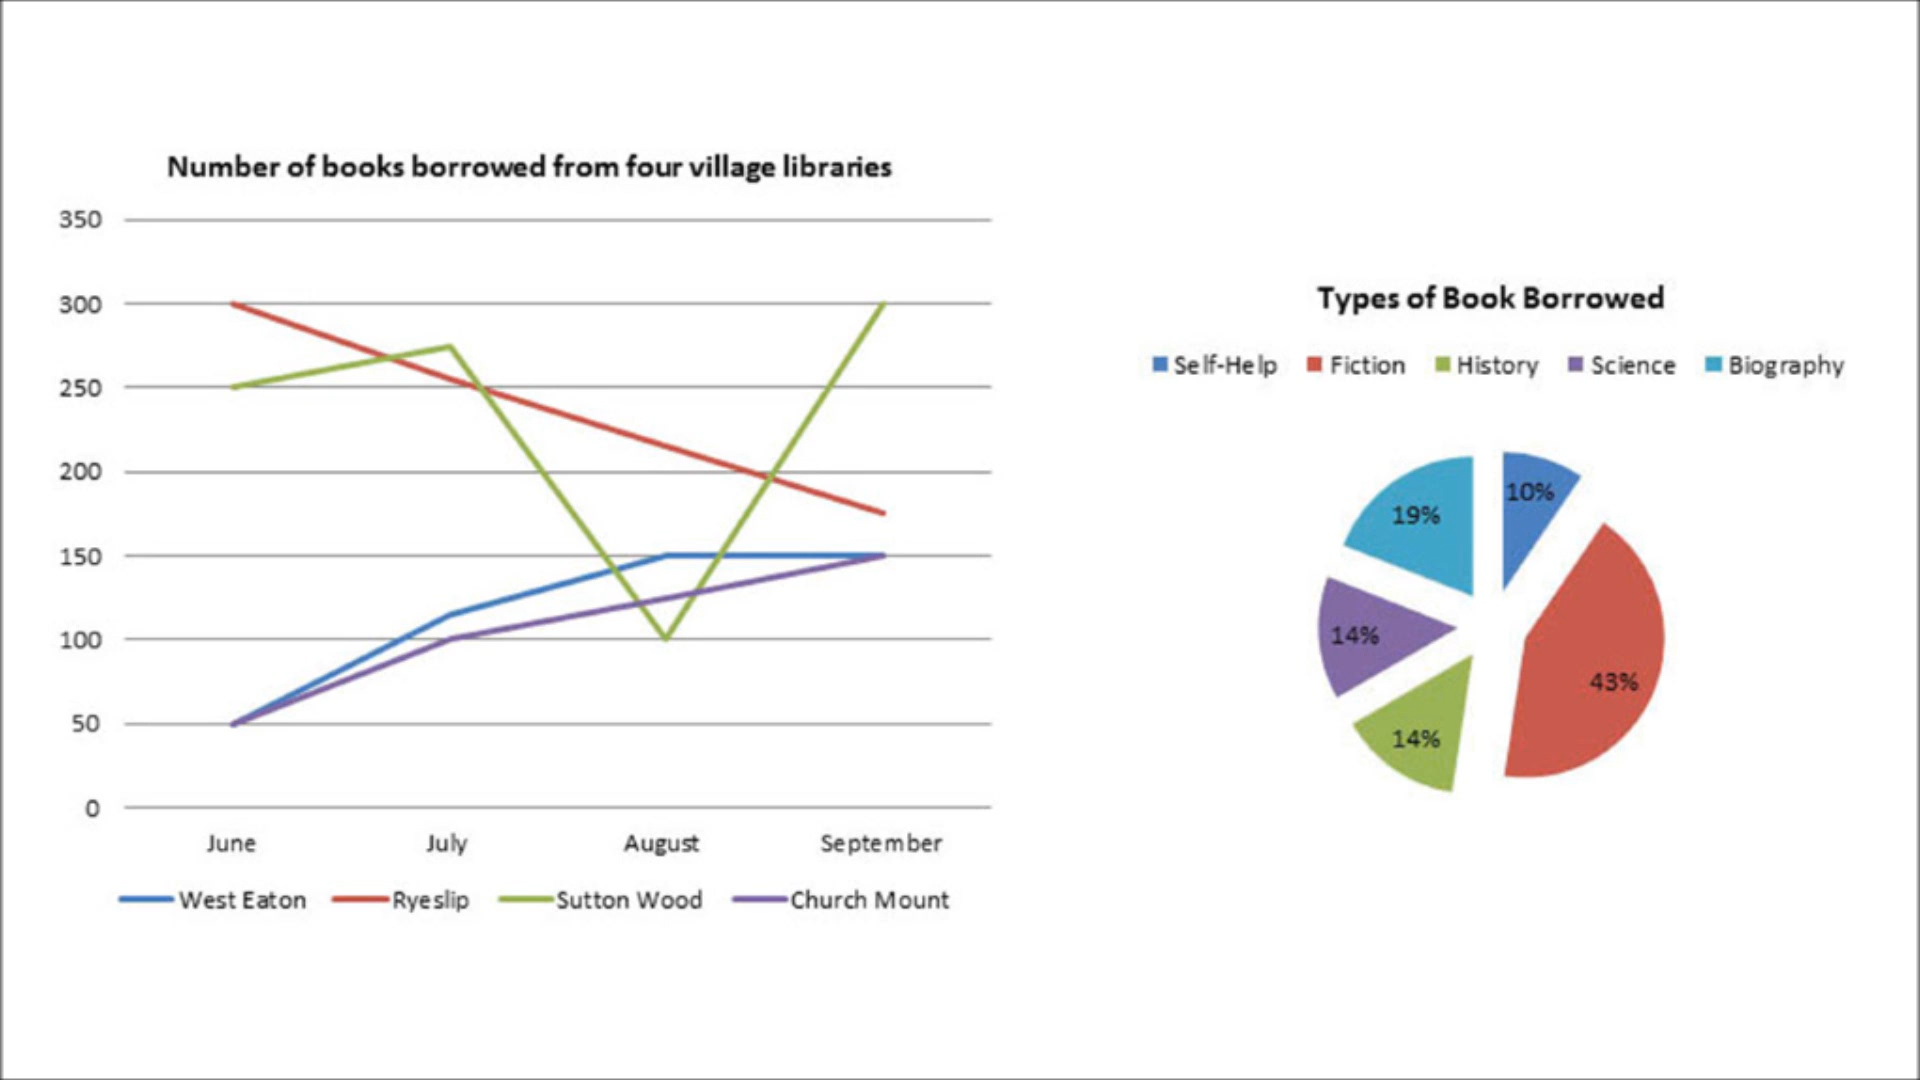 Number of books borrowed from four village libraries
350
300
250
200
150
100
50
0
June July August September
West Eaton Ryeslip Sutton Wood Church Mount
Types of Book Borrowed
Self-Help Fiction History Science Biography
10%
19%
14%
43%
14%